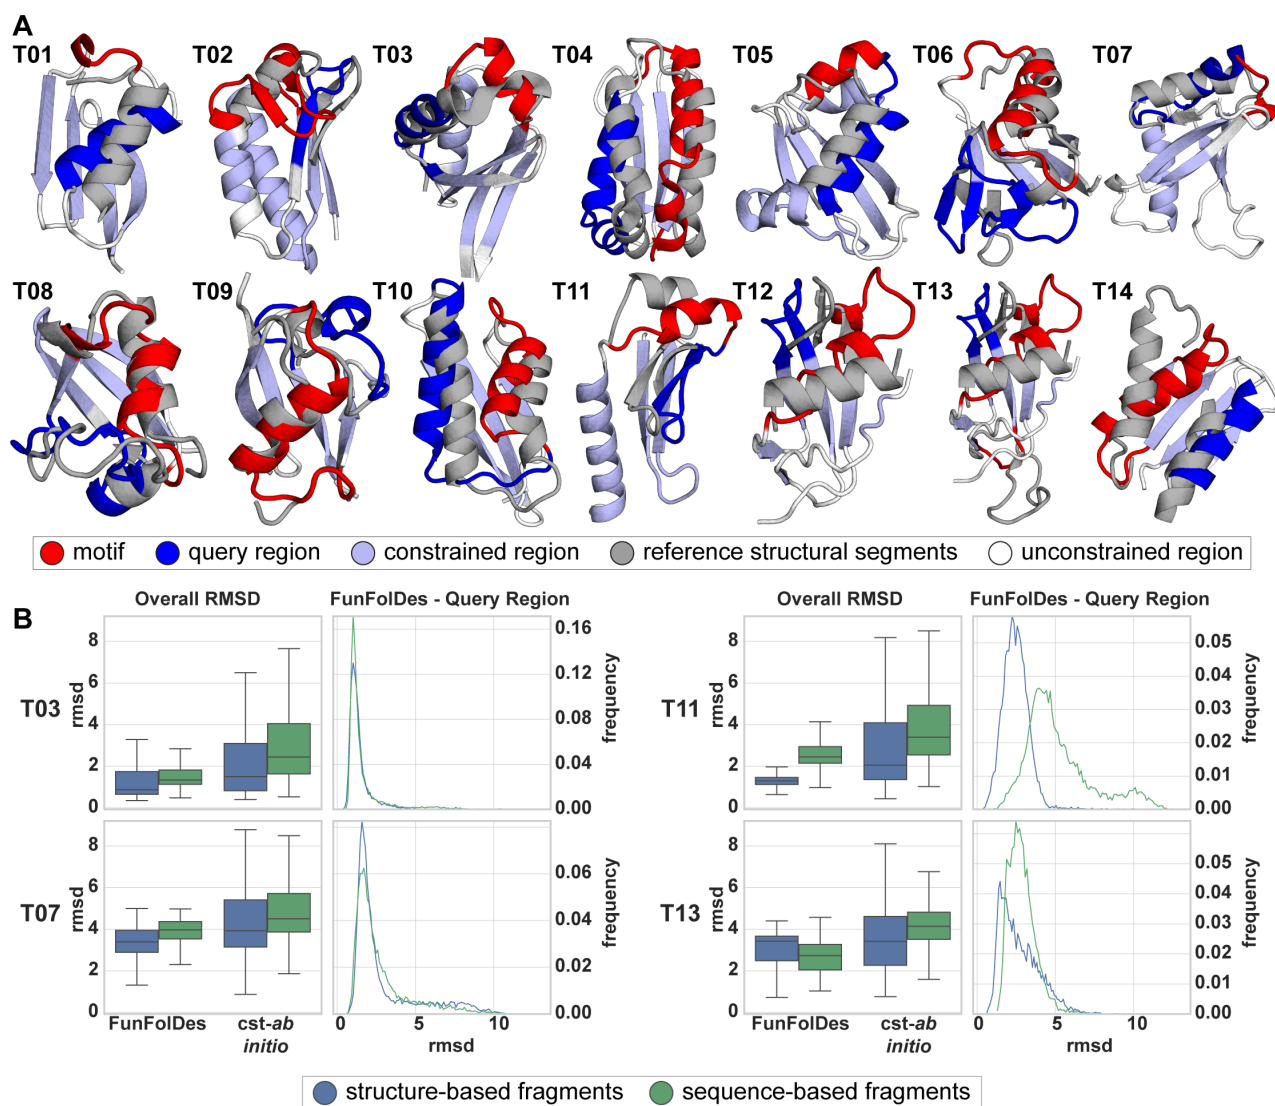 A
T01 T02 T03 T04 T05 T06 T07
T08 T09 T10 T11 T12 T13 T14
motif query region constrained region reference structural segments unconstrained region
B
Overall RMSD FunFolDes - Query Region Overall RMSD FunFolDes - Query Region
T03
rmsd
8
6
4
2
0
0.16
0.12
0.08
0.04
0.00
frequency
T11
rmsd
8
6
4
2
0
0.05
0.04
0.03
0.02
0.01
0.00
frequency
T07
rmsd
8
6
4
2
0
0.06
0.04
0.02
0.00
frequency
T13
rmsd
8
6
4
2
0
0.05
0.04
0.03
0.02
0.01
0.00
frequency
FunFolDes cst-ab initio
0 5 10
rmsd
FunFolDes cst-ab initio
0 5 10
rmsd
structure-based fragments sequence-based fragments